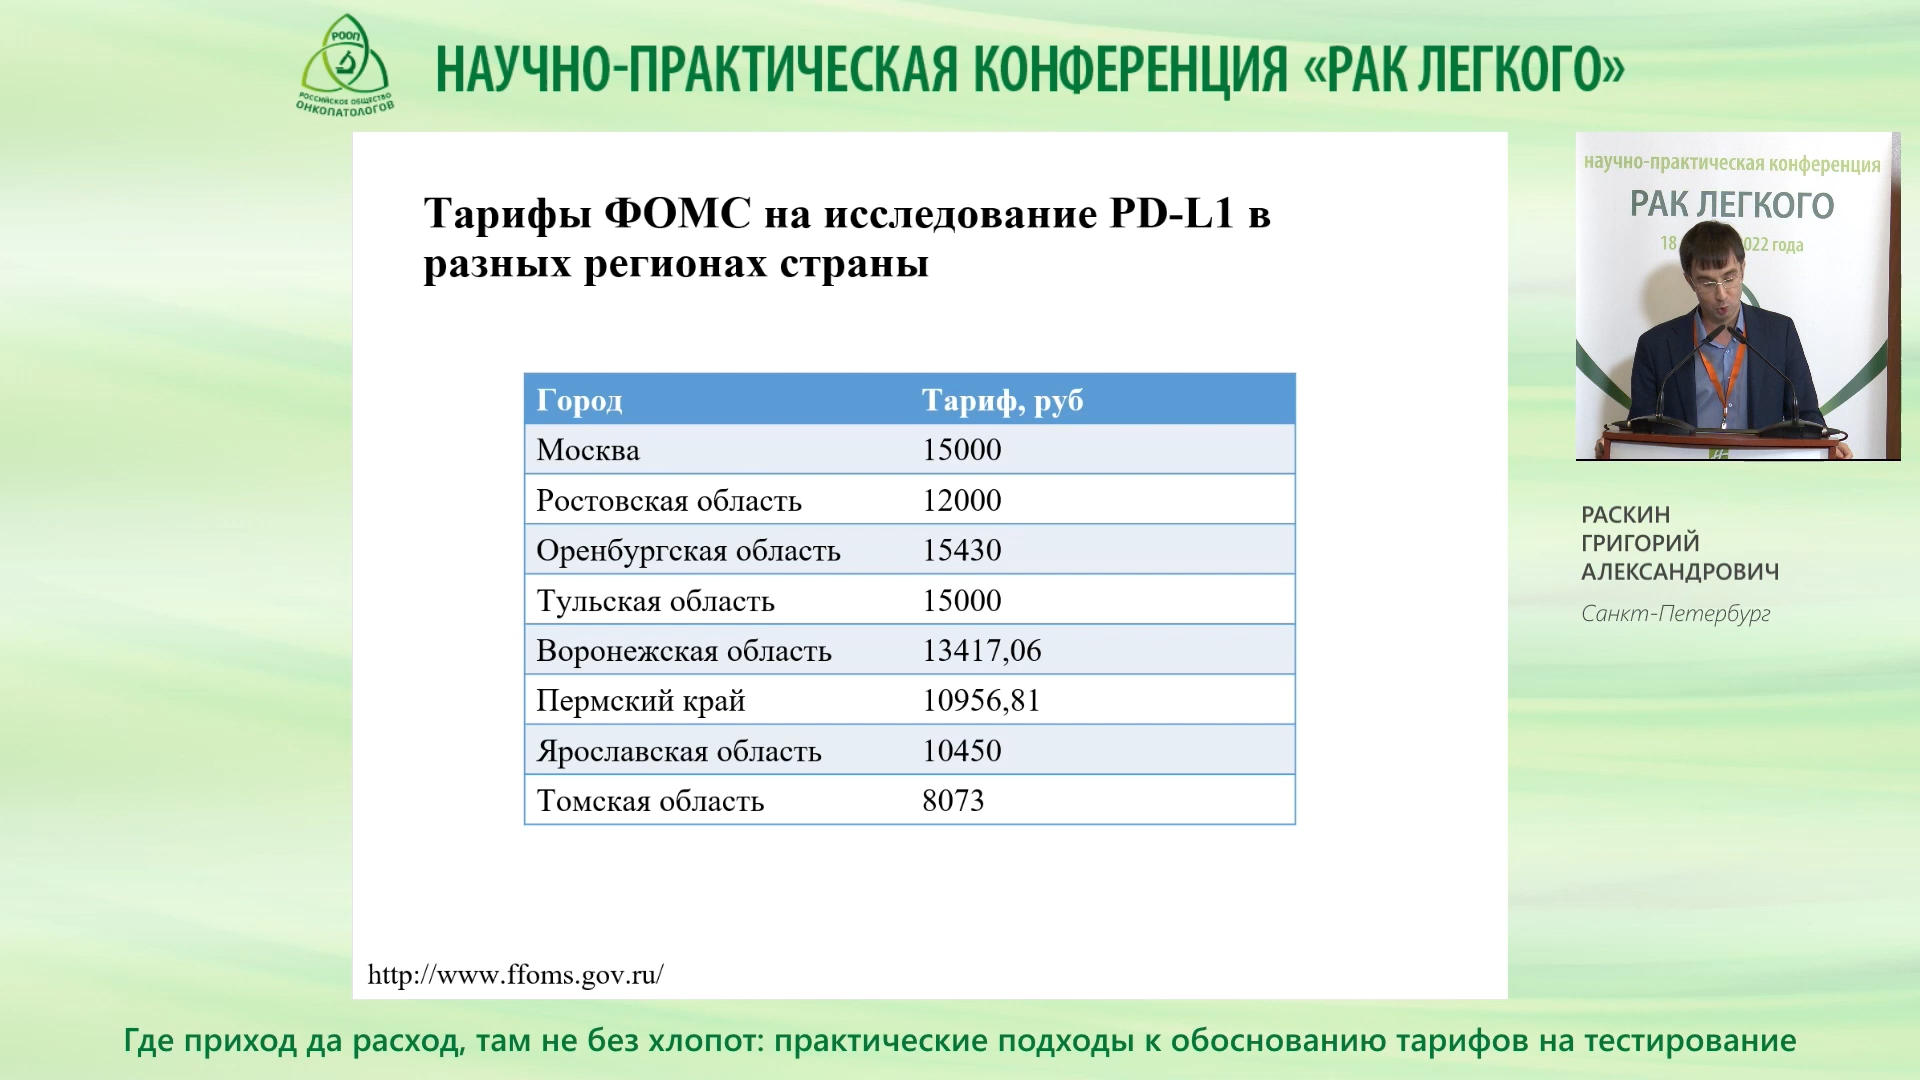 РООП
РОССИЙСКОЕ ОБЩЕСТВО
ОНКОПАТОЛОГОВ
НАУЧНО-ПРАКТИЧЕСКАЯ КОНФЕРЕНЦИЯ «РАК ЛЕГКОГО»
Тарифы ФОМС на исследование PD-L1 в
разных регионах страны
Город Тариф, руб
Москва 15000
Ростовская область 12000
Оренбургская область 15430
Тульская область 15000
Воронежская область 13417,06
Пермский край 10956,81
Ярославская область 10450
Томская область 8073
http://www.ffoms.gov.ru/
научно-практическая конференция
РАК ЛЕГКОГО
18 022 года
РАСКИН
ГРИГОРИЙ
АЛЕКСАНДРОВИЧ
Санкт-Петербург
Где приход да расход, там не без хлопот: практические подходы к обоснованию тарифов на тестирование